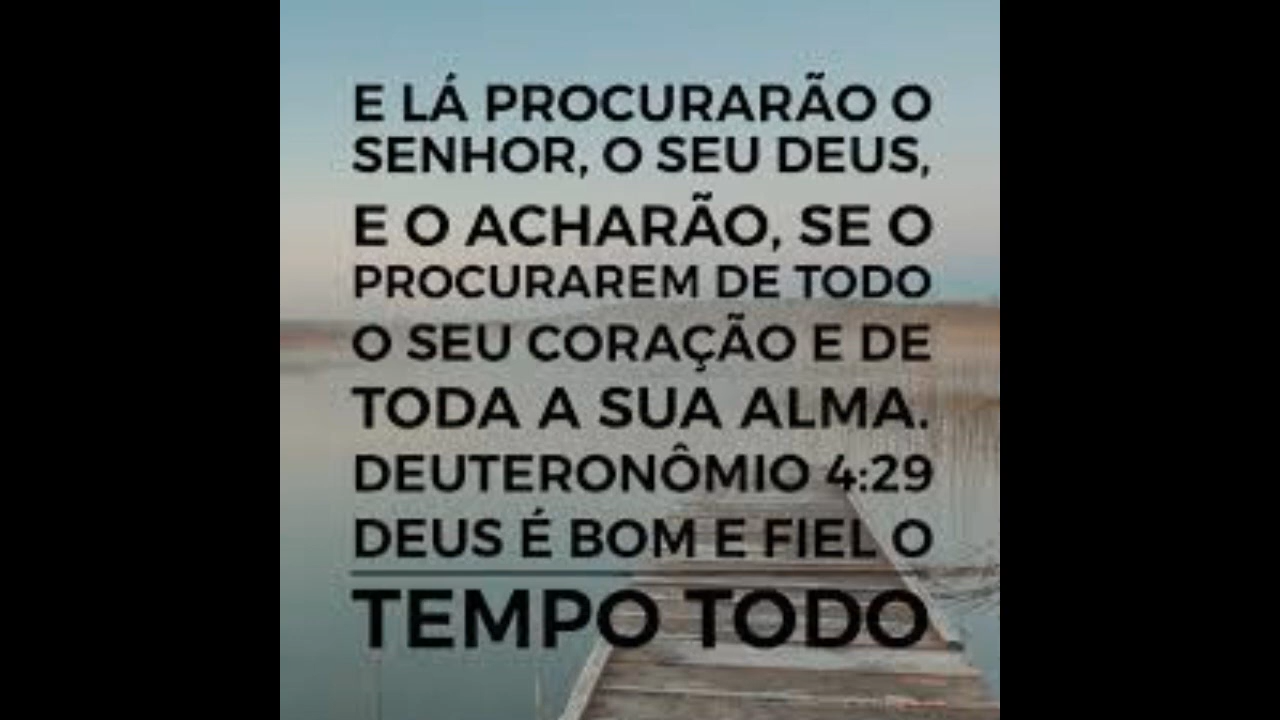 E LÁ PROCURARÃO O
SENHOR, O SEU DEUS,
E O ACHARÃO, SE O
PROCURAREM DE TODO
O SEU CORAÇÃO E DE
TODA A SUA ALMA.
DEUTERONÔMIO 4:29
DEUS É BOM E FIEL O
TEMPO TODO